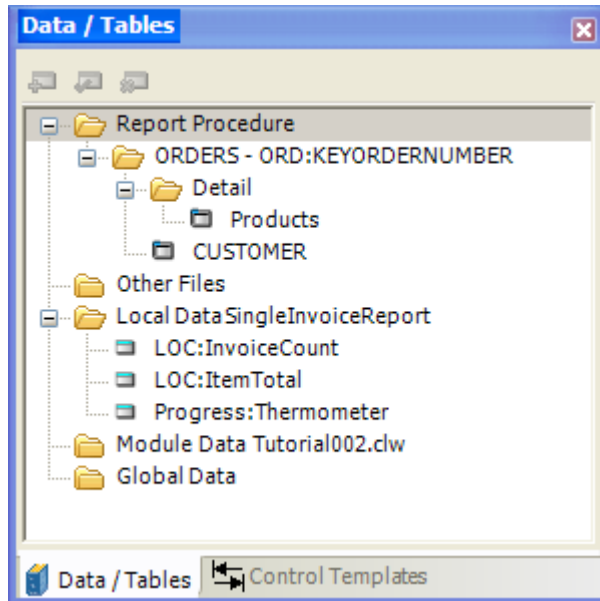 Data / Tables
Report Procedure
ORDERS - ORD:KEYORDERNUMBER
Detail
Products
CUSTOMER
Other Files
Local Data SingleInvoiceReport
LOC:InvoiceCount
LOC:ItemTotal
Progress:Thermometer
Module Data Tutorial002.clw
Global Data
Data / Tables Control Templates